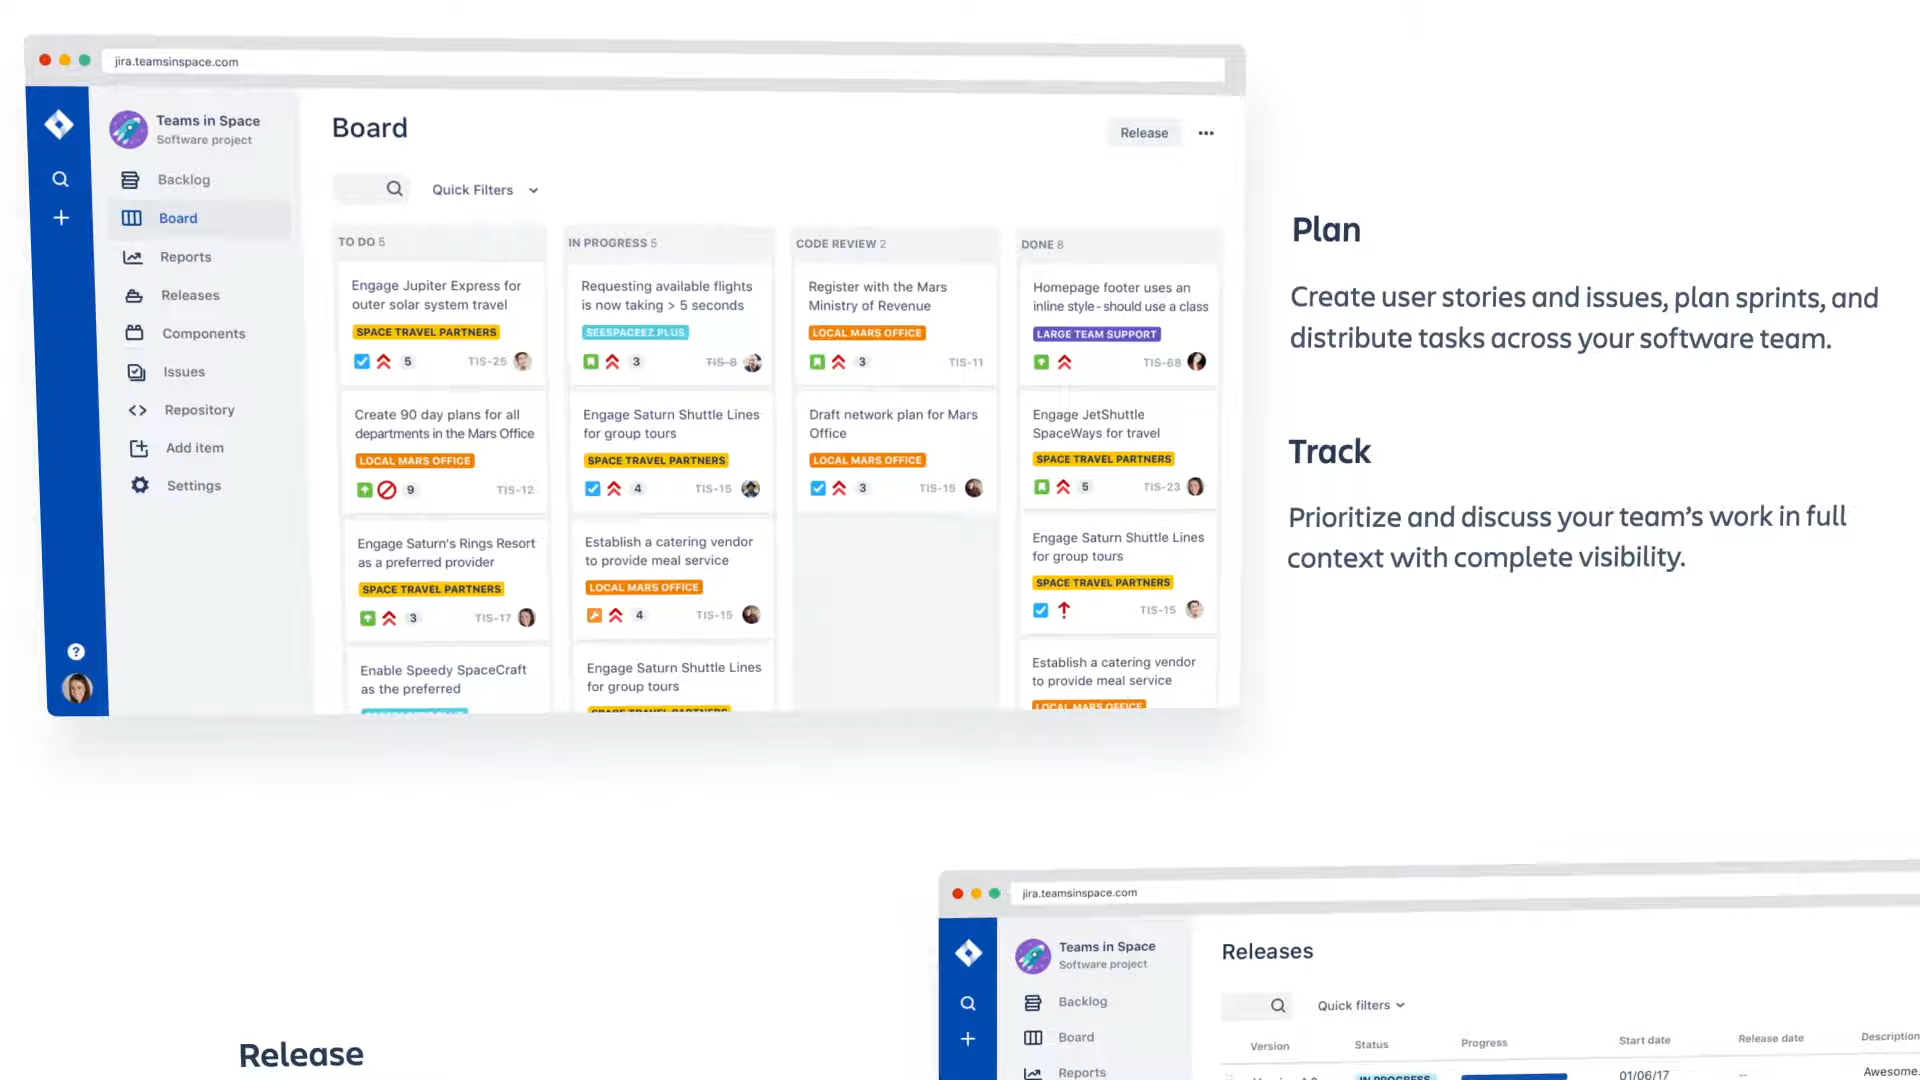 jira.teamsinspace.com
Teams in Space
Software project
Backlog
Board
Reports
Releases
Components
Issues
Repository
Add item
Settings
?
Board
Release
Quick Filters
TO DO 5
Engage Jupiter Express for
outer solar system travel
SPACE TRAVEL PARTNERS
5 TIS-25
Create 90 day plans for all
departments in the Mars Office
LOCAL MARS OFFICE
9 TIS-12
Engage Saturn's Rings Resort
as a preferred provider
SPACE TRAVEL PARTNERS
3 TIS-17
Enable Speedy SpaceCraft
as the preferred
IN PROGRESS 5
Requesting available flights
is now taking > 5 seconds
SEESPACEEZ PLUS
3 TIS-8
Engage Saturn Shuttle Lines
for group tours
SPACE TRAVEL PARTNERS
4 TIS-15
Establish a catering vendor
to provide meal service
LOCAL MARS OFFICE
4 TIS-15
Engage Saturn Shuttle Lines
for group tours
SPACE TRAVEL PARTNERS
CODE REVIEW 2
Register with the Mars
Ministry of Revenue
LOCAL MARS OFFICE
3 TIS-11
Draft network plan for Mars
Office
LOCAL MARS OFFICE
3 TIS-15
DONE 8
Homepage footer uses an
inline style-should use a class
LARGE TEAM SUPPORT
TIS-68
Engage JetShuttle
SpaceWays for travel
SPACE TRAVEL PARTNERS
5 TIS-23
Engage Saturn Shuttle Lines
for group tours
SPACE TRAVEL PARTNERS
TIS-15
Establish a catering vendor
to provide meal service
LOCAL MARS OFFICE
Plan
Create user stories and issues, plan sprints, and
distribute tasks across your software team.
Track
Prioritize and discuss your team’s work in full
context with complete visibility.
Release
jira.teamsinspace.com
Teams in Space
Software project
Backlog
Board
Reports
Releases
Quick filters
Version Status Progress Start date Release date Description
IN PROGRESS 01/06/17 -- Awesome